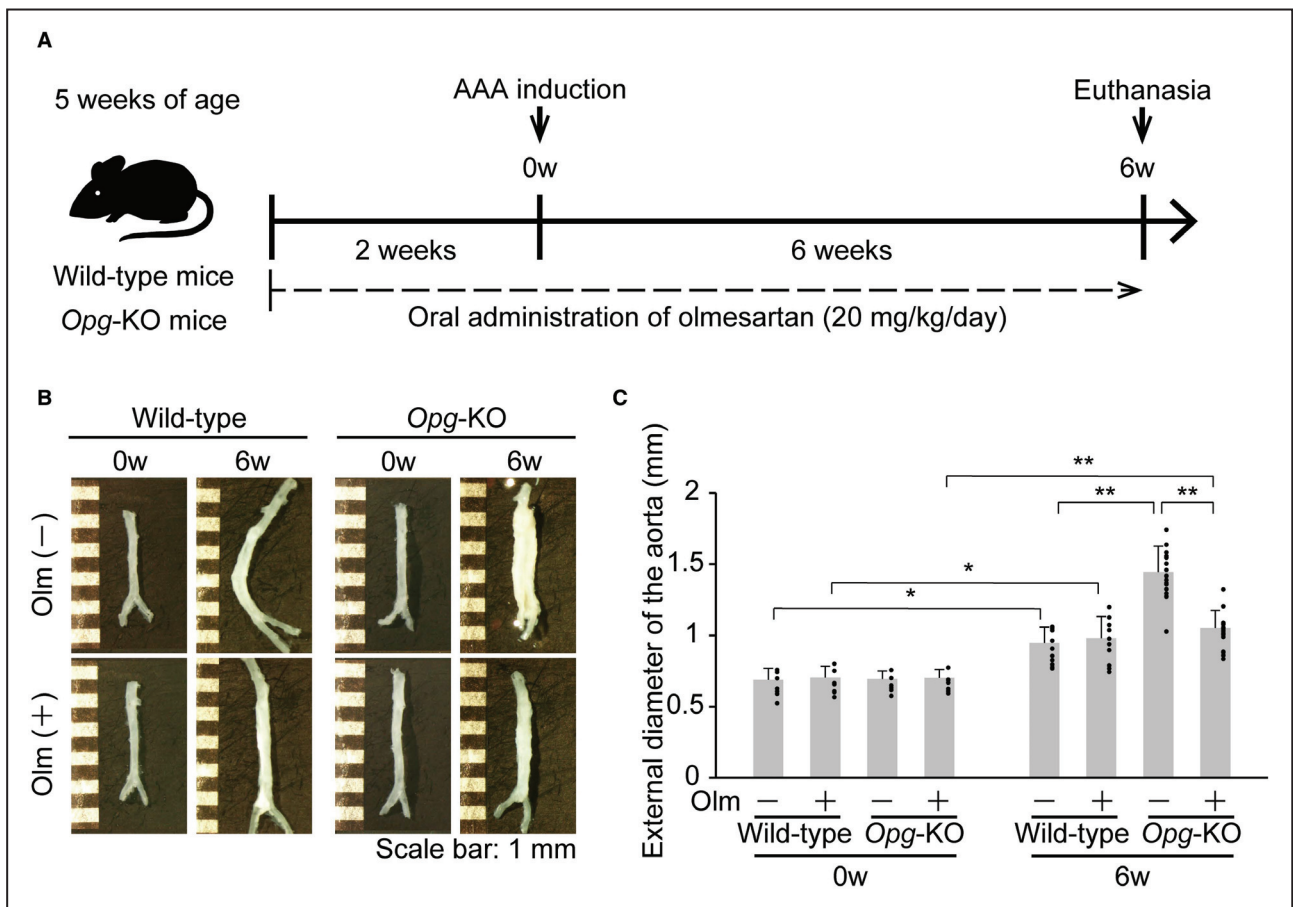 A
5 weeks of age
AAA induction
Euthanasia
0w
6w
2 weeks
6 weeks
Wild-type mice
Opg-KO mice
Oral administration of olmesartan (20 mg/kg/day)
B
Wild-type
Opg-KO
0w
6w
0w
6w
Olm (－)
Olm (＋)
Scale bar: 1 mm
C
External diameter of the aorta (mm)
2
1.5
1
0.5
0
**
**
**
*
*
Olm － ＋ － ＋ － ＋ － ＋
Wild-type Opg-KO Wild-type Opg-KO
0w 6w